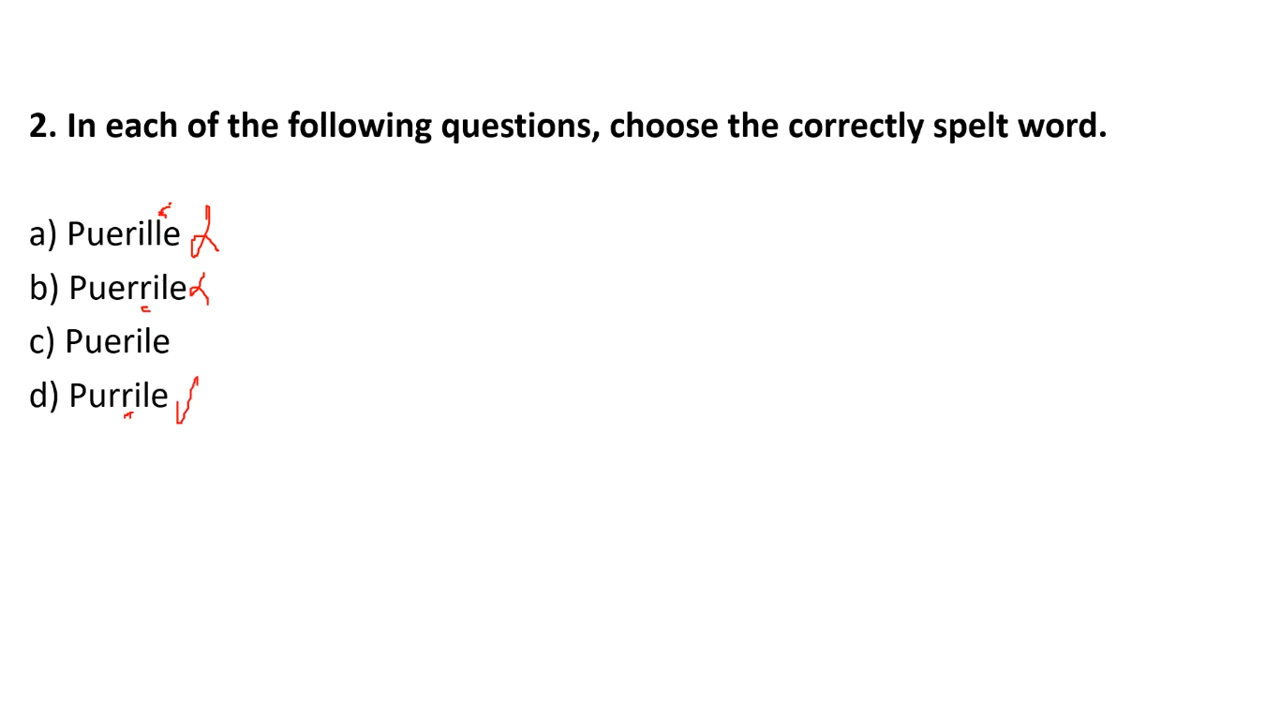 2. In each of the following questions, choose the correctly spelt word.
a) Puerille
b) Puerrile
c) Puerile
d) Purrile